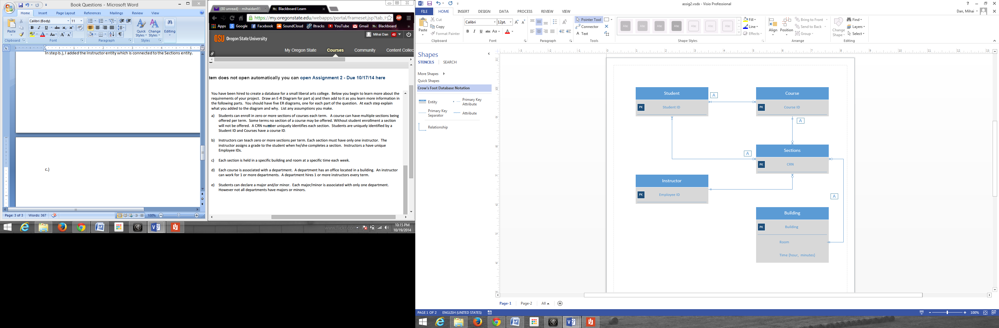 Book Questions - Microsoft Word
Home Insert Page Layout References Mailings Review View
Calibri (Body) 11
Paste
Quick Styles
Change Styles
Editing
Clipboard Font Paragraph Styles
In step b.), I added the Instructor entity which is connected to the Sections entity.
c.)
Page: 3 of 3 Words: 367 100%
(80 unread) - mihaidan95
Blackboard Learn
https://my.oregonstate.edu/webapps/portal/frameset.jsp?tab_t
Apps Google Facebook SoundCloud 8tracks YouTube Gmail Blackboard »
OSU Oregon State University
Mihai Dan 42
My Oregon State Courses Community Content Collec
tem does not open automatically you can open Assignment 2 - Due 10/17/14 here
You have been hired to create a database for a small liberal arts college. Below you begin to learn more about the
requirements of your project. Draw an E-R Diagram for part a) and then add to it as you learn more information in
the following parts. You should have five ER diagrams, one for each part of the question. At each step explain
what you added to the diagram and why. List any assumptions you make.
a) Students can enroll in zero or more sections of courses each term. A course can have multiple sections being
offered per term. Some terms no section of a course may be offered. Without student enrollment a section
will not be offered. A CRN number uniquely identifies each section. Students are uniquely identified by a
Student ID and Courses have a course ID.
b) Instructors can teach zero or more sections per term. Each section must have only one instructor. The
instructor assigns a grade to the student when he/she completes a section. Instructors a have unique
Employee IDs.
c) Each section is held in a specific building and room at a specific time each week.
d) Each course is associated with a department. A department has an office located in a building. An instructor
can work for 1 or more departments. A department hires 1 or more instructors every term.
e) Students can declare a major and/or minor. Each major/minor is associated with only one department.
However not all departments have majors or minors.
www.flickr.com
10:15 PM
10/19/2014
assig2.vsdx - Visio Professional
FILE HOME INSERT DESIGN DATA PROCESS REVIEW VIEW
Dan, Mihai
Paste
Cut
Copy
Format Painter
Calibri 12pt.
Pointer Tool
Connector
Text
Abc Abc Abc Abc Abc Abc Abc
Fill
Line
Effects
Align Position
Bring to Front
Send to Back
Group
Change Shape
Find
Layers
Select
Clipboard Font Paragraph Tools Shape Styles Arrange Editing
Shapes
STENCILS SEARCH
More Shapes
Quick Shapes
Crow's Foot Database Notation
Entity
Primary Key Attribute
Primary Key Separator
Attribute
Relationship
Student
PK Student ID
A
Course
PK Course ID
A
A
Sections
PK CRN
Instructor
PK Employee ID
A
Building
PK Building
Room
Time {hour, minutes}
Page-1 Page-2 All
PAGE 1 OF 2 ENGLISH (UNITED STATES) 100%